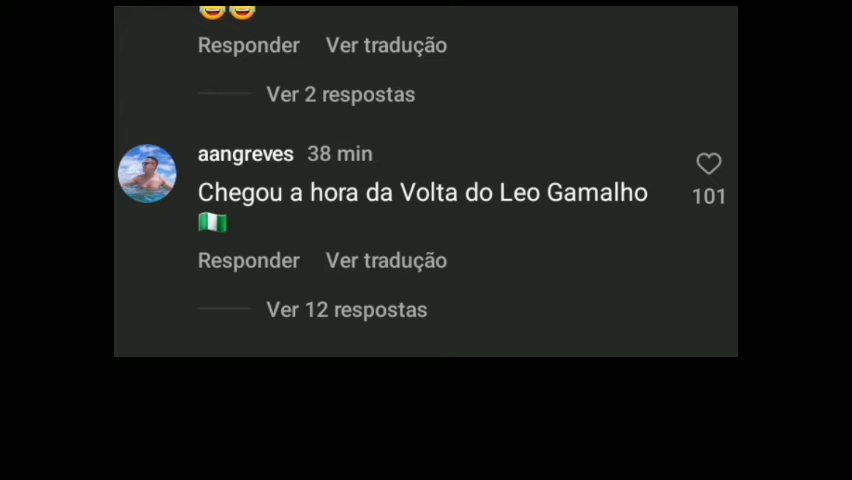 Responder Ver tradução
Ver 2 respostas
aangreves 38 min
Chegou a hora da Volta do Leo Gamalho
101
Responder Ver tradução
Ver 12 respostas